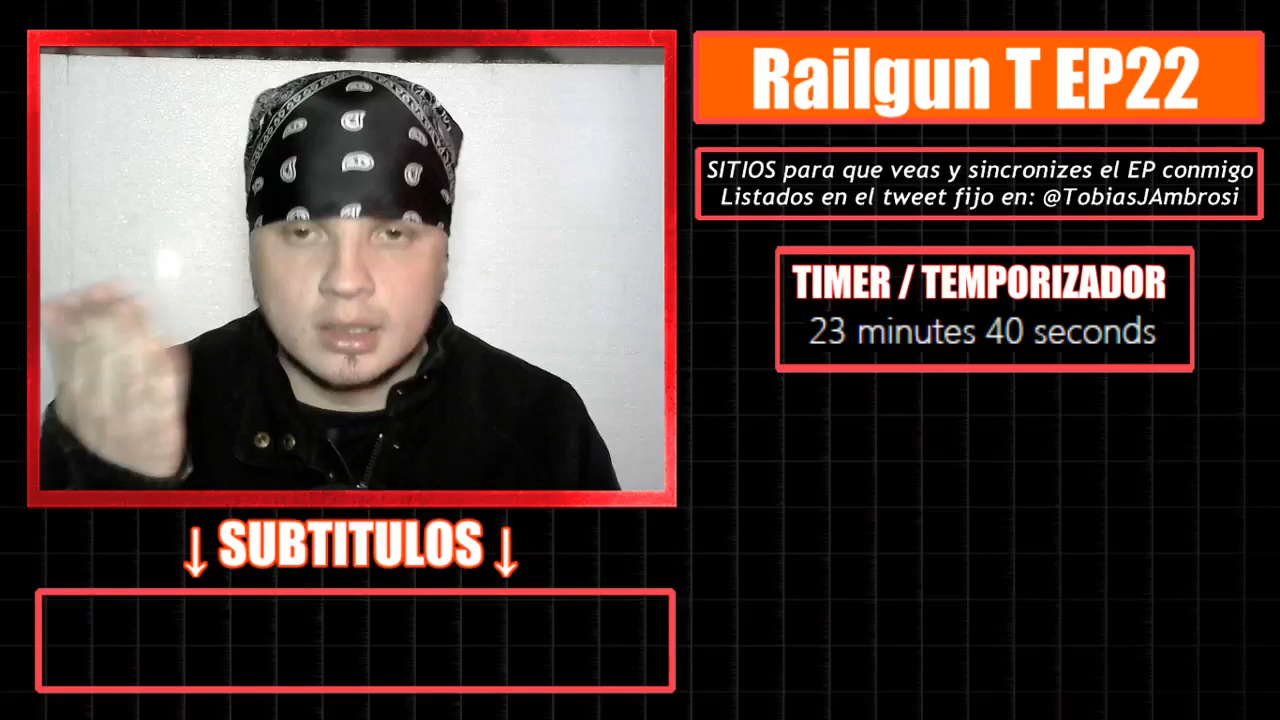 Railgun T EP22
SITIOS para que veas y sincronizes el EP conmigo
Listados en el tweet fijo en: @TobiasJAmbrosi
TIMER / TEMPORIZADOR
23 minutes 40 seconds
↓ SUBTITULOS ↓